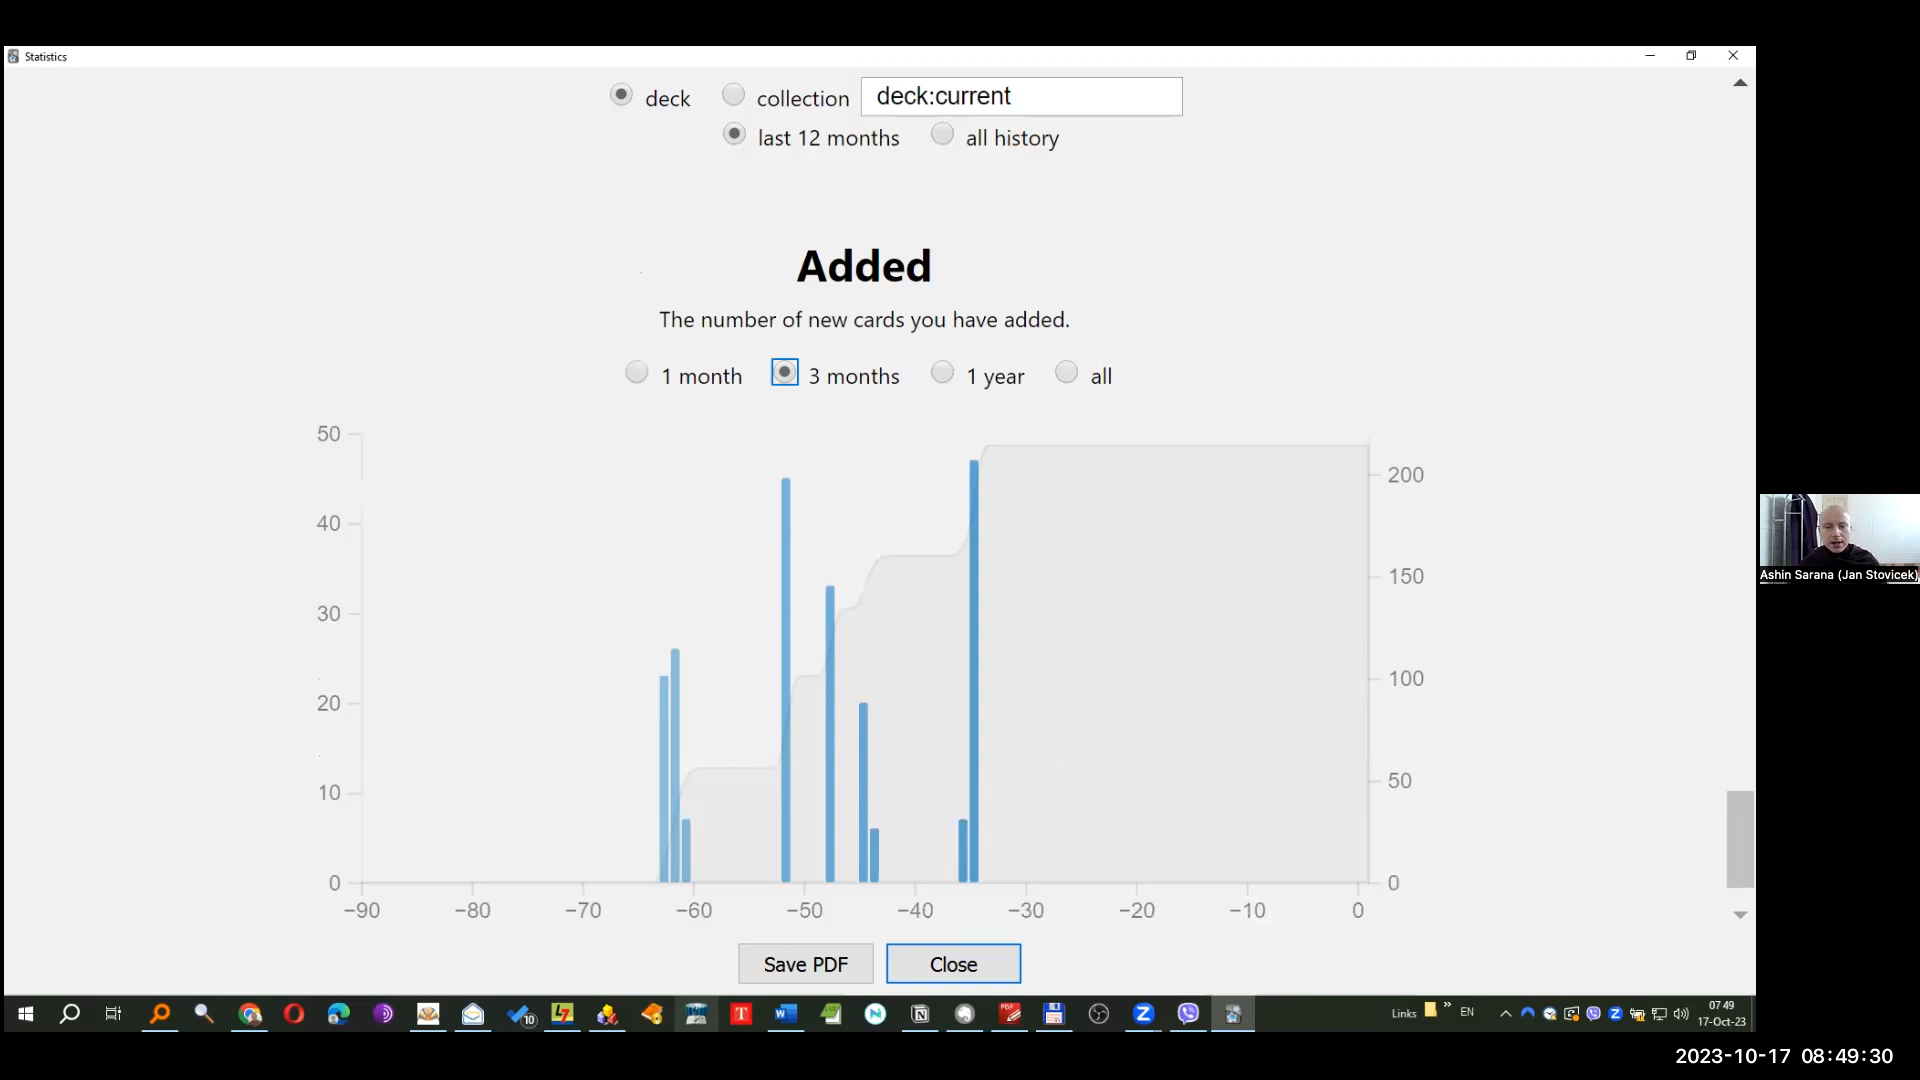 Statistics
deck collection deck:current
last 12 months all history
Added
The number of new cards you have added.
1 month 3 months 1 year all
50
40
30
20
10
0
200
150
100
50
0
−90 −80 −70 −60 −50 −40 −30 −20 −10 0
Save PDF Close
Ashin Sarana (Jan Stovicek)
10
PDF
Links » EN
07 49
17-Oct-23
2023-10-17 08:49:30